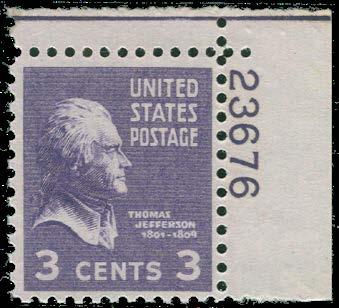 UNITED
STATES
POSTAGE
THOMAS
JEFFERSON
1801-1809
3 CENTS 3
23676